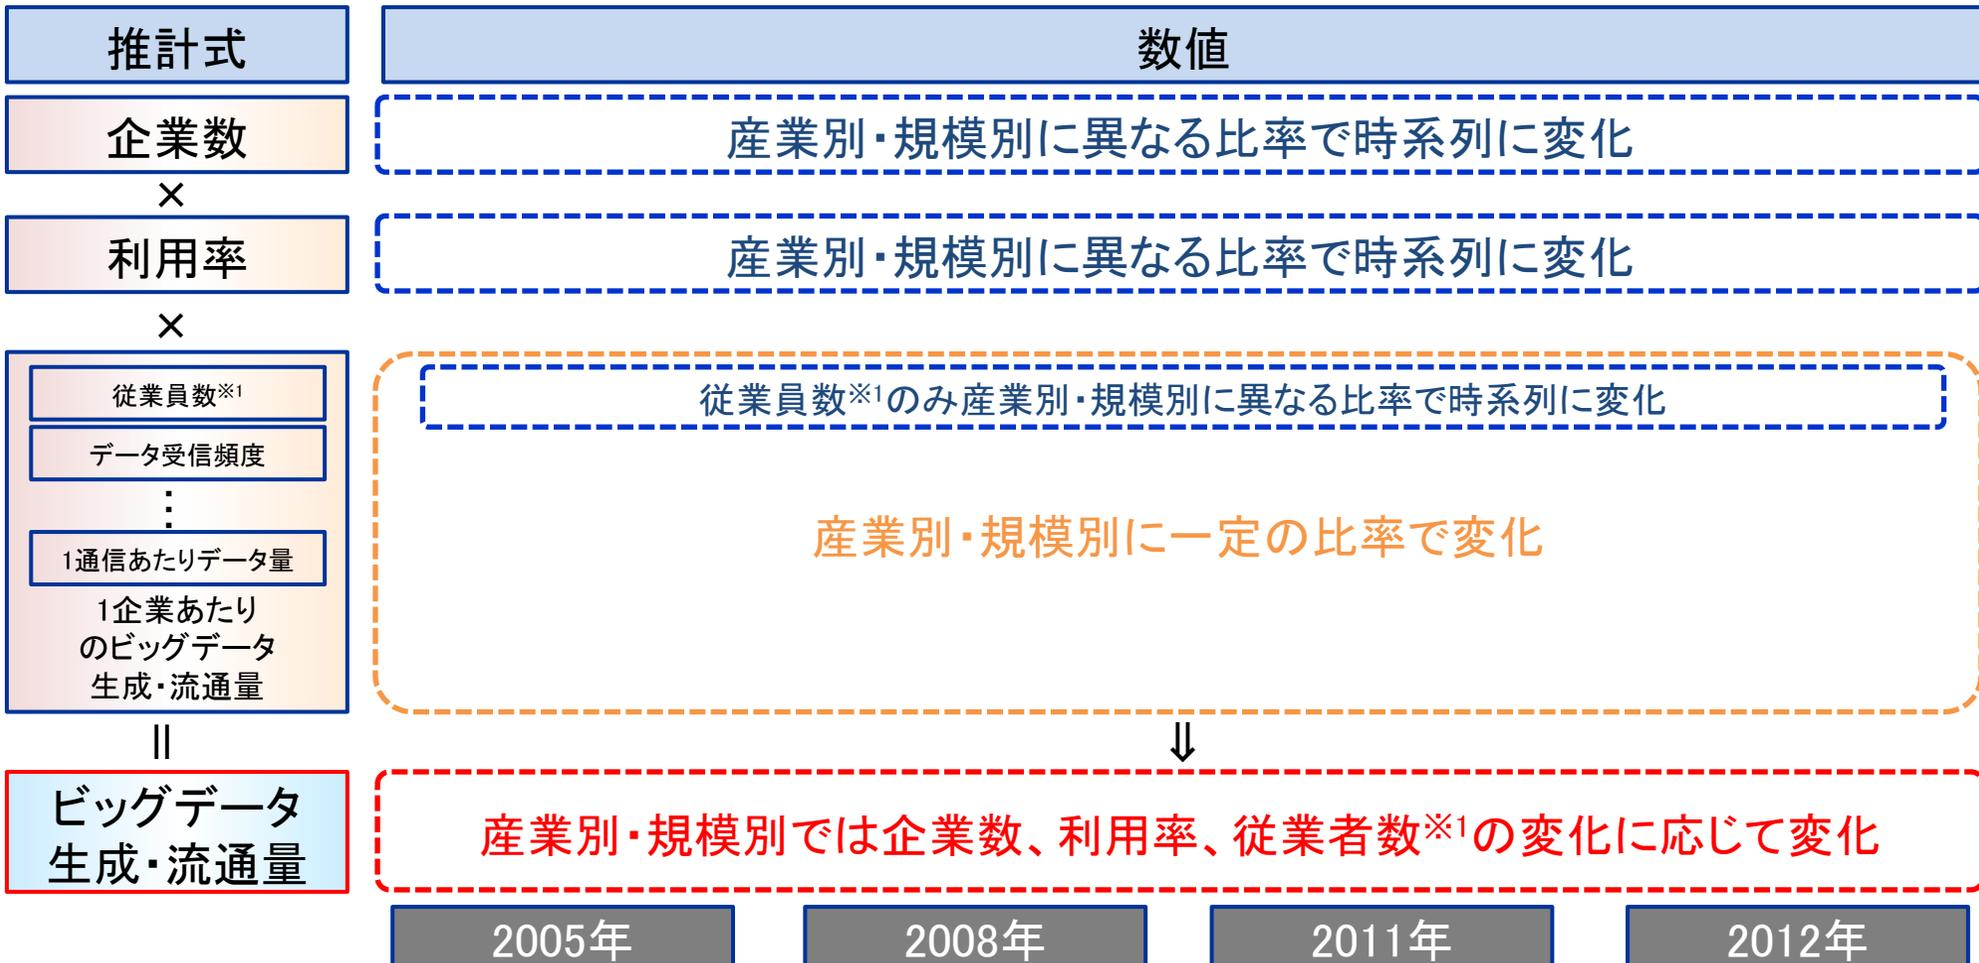 推計式
数値
企業数
産業別・規模別に異なる比率で時系列に変化
×
利用率
産業別・規模別に異なる比率で時系列に変化
×
従業員数※1
従業員数※1のみ産業別・規模別に異なる比率で時系列に変化
データ受信頻度
⋮
産業別・規模別に一定の比率で変化
1通信あたりデータ量
1企業あたり
のビッグデータ
生成・流通量
||
⇓
ビッグデータ
生成・流通量
産業別・規模別では企業数、利用率、従業者数※1の変化に応じて変化
2005年
2008年
2011年
2012年